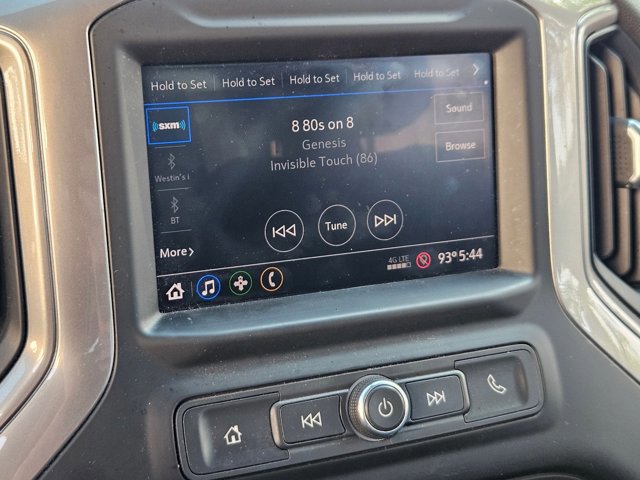 Hold to Set Hold to Set Hold to Set Hold to Set Hold to Set
sxm
8 80s on 8
Sound
Genesis
Invisible Touch (86)
Browse
Westin's i
BT
Tune
More
4G LTE
93° 5:44